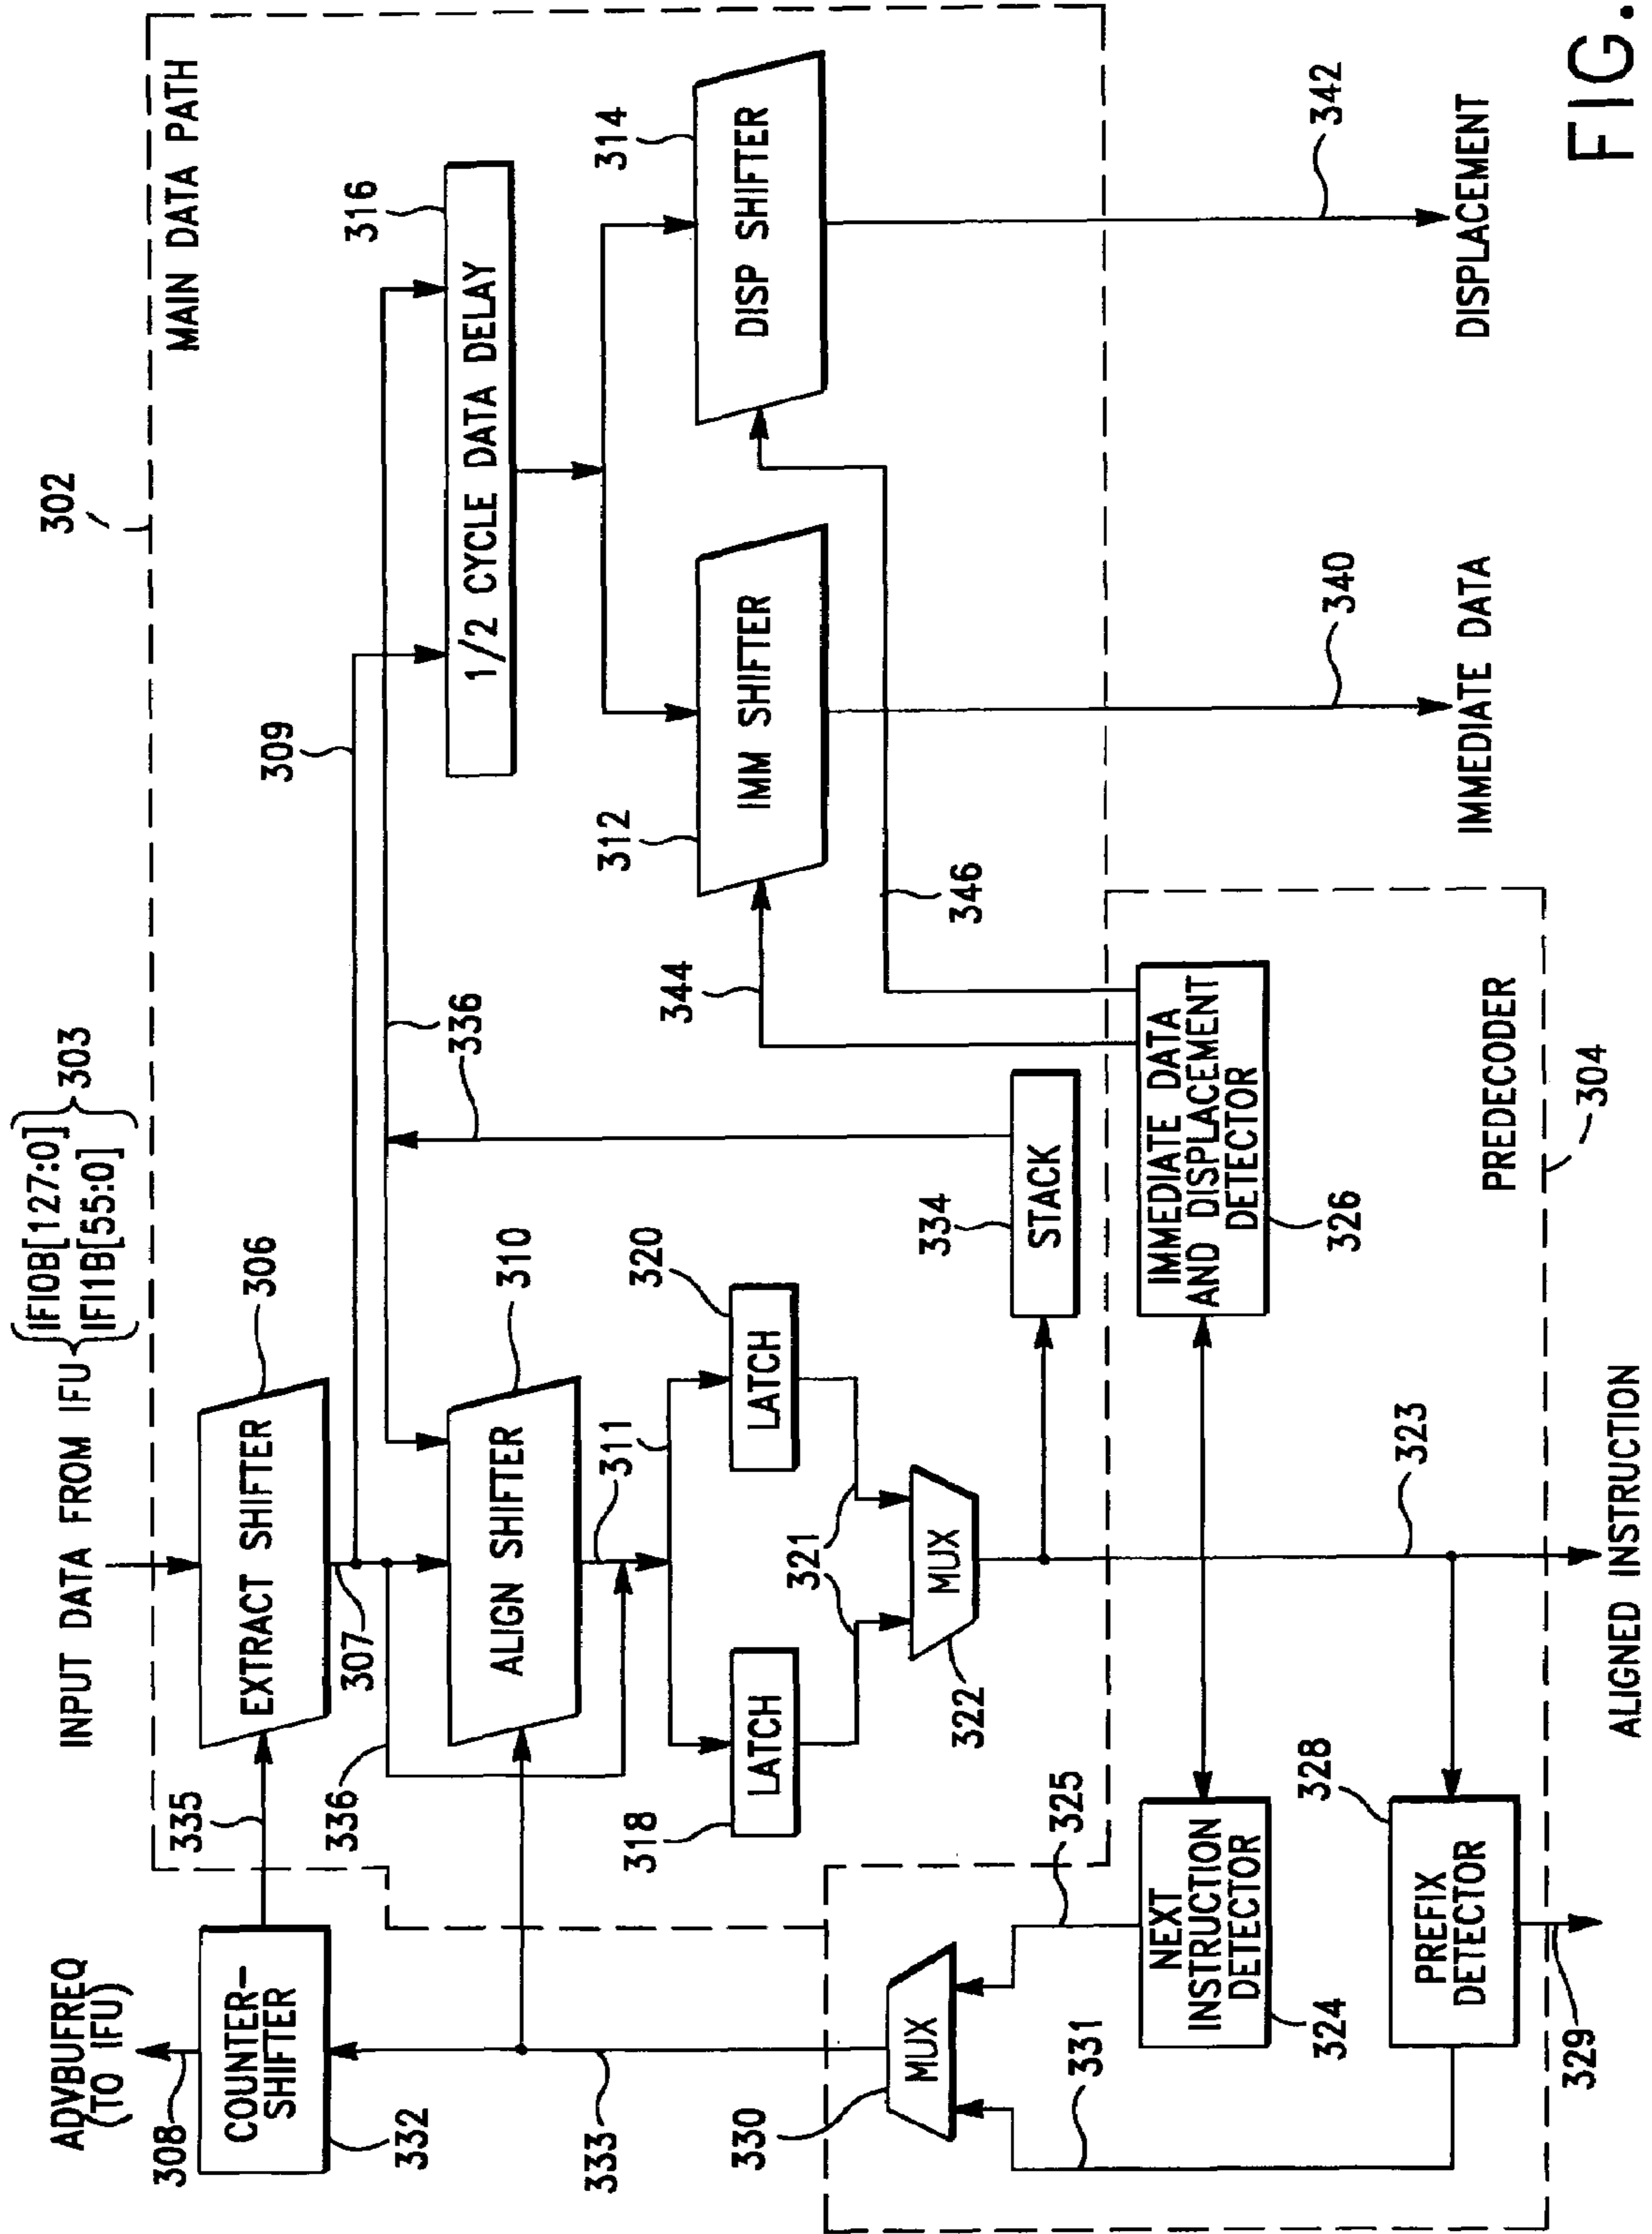 302
MAIN DATA PATH
INPUT DATA FROM IFU {IF10B[127:0] IF11B[55:0]} 303
ADVBUFREQ
(TO IFU)
308
COUNTER-
SHIFTER
332
335
EXTRACT SHIFTER
306
307
309
336
336
316
1/2 CYCLE DATA DELAY
ALIGN SHIFTER
310
311
312
IMM SHIFTER
314
DISP SHIFTER
318
LATCH
320
LATCH
321
322
MUX
334
STACK
344
346
333
330
MUX
325
331
NEXT
INSTRUCTION
DETECTOR
324
IMMEDIATE DATA
AND DISPLACEMENT
DETECTOR
326
328
PREFIX
DETECTOR
329
323
PREDECODER
304
340
342
ALIGNED INSTRUCTION
IMMEDIATE DATA
DISPLACEMENT
FIG.